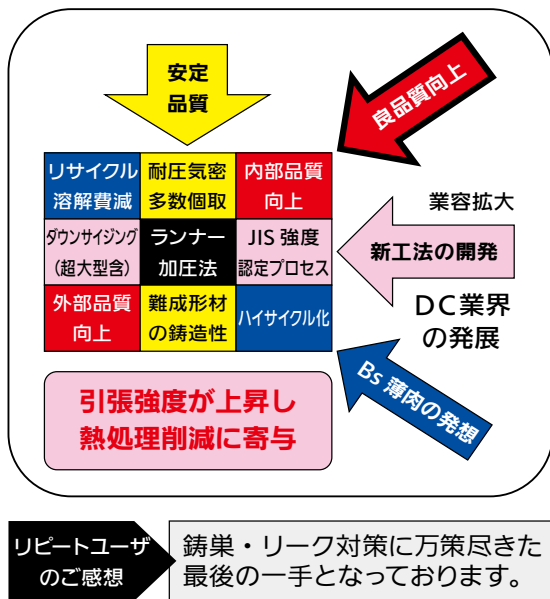 安定
品質
良品質向上
リサイクル
溶解費減
耐圧気密
多数個取
内部品質
向上
ダウンサイジング
(超大型含)
ランナー
加圧法
JIS 強度
認定プロセス
外部品質
向上
難成形材
の鋳造性
ハイサイクル化
業容拡大
新工法の開発
DC業界
の発展
Bs 薄肉の発想
引張強度が上昇し
熱処理削減に寄与
リピートユーザ
のご感想
鋳巣・リーク対策に万策尽きた
最後の一手となっております。